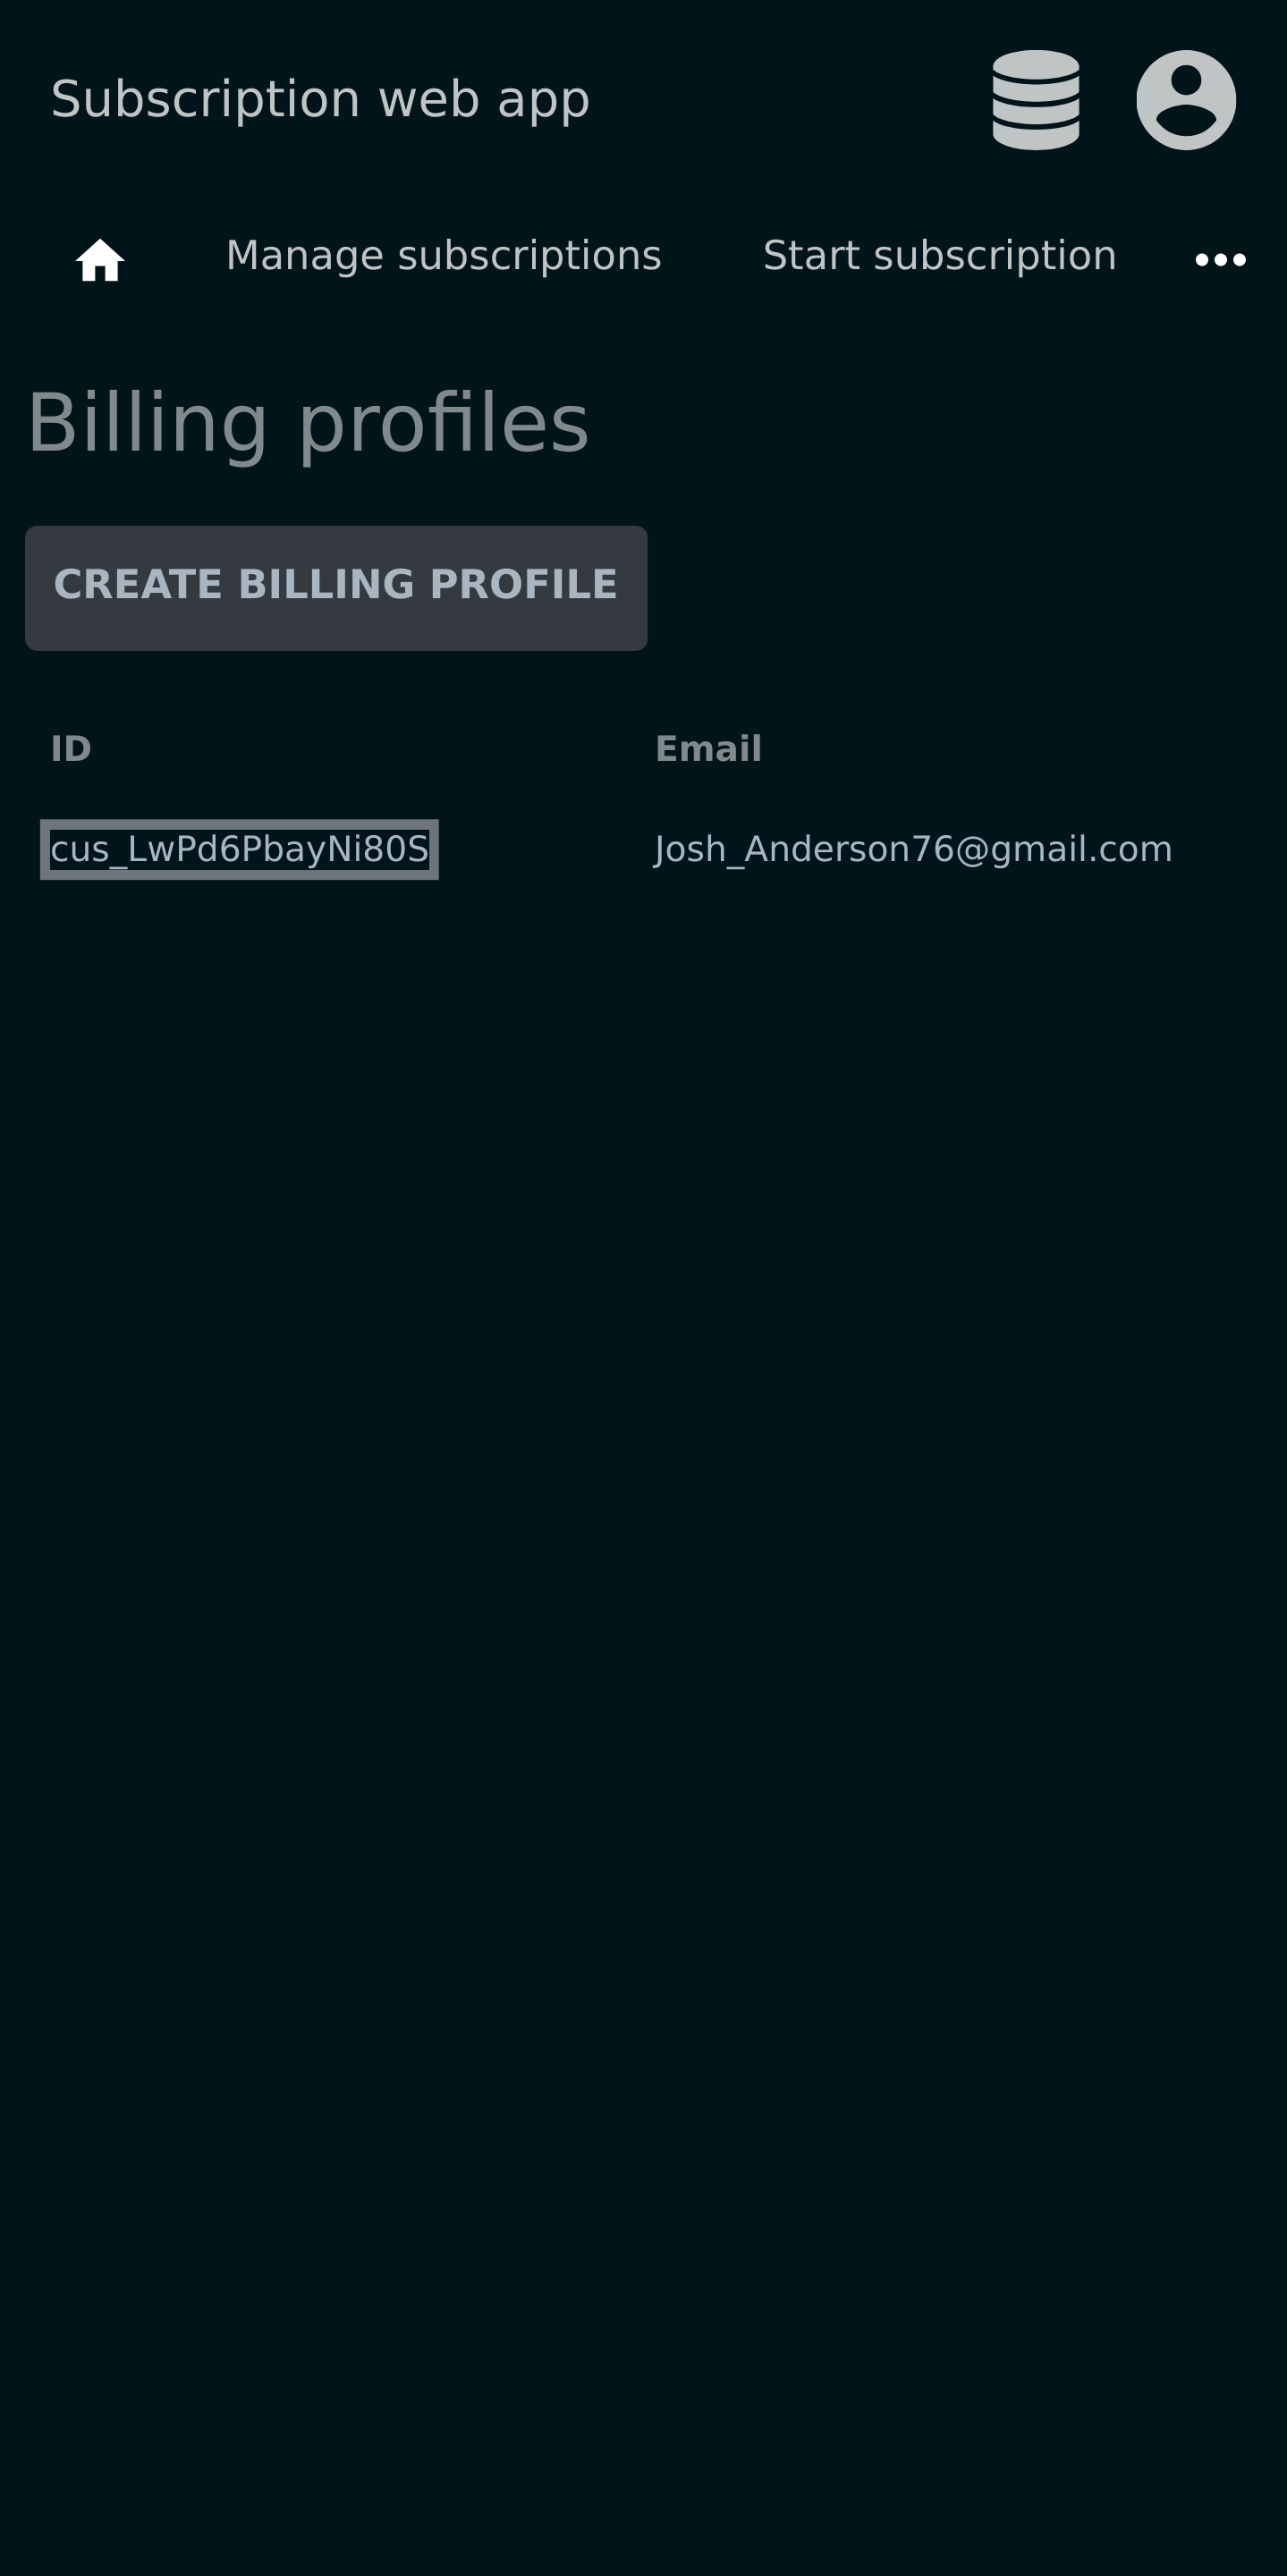 Subscription web app
Manage subscriptions Start subscription
Billing profiles
CREATE BILLING PROFILE
ID Email
cus_LwPd6PbayNi80S Josh_Anderson76@gmail.com